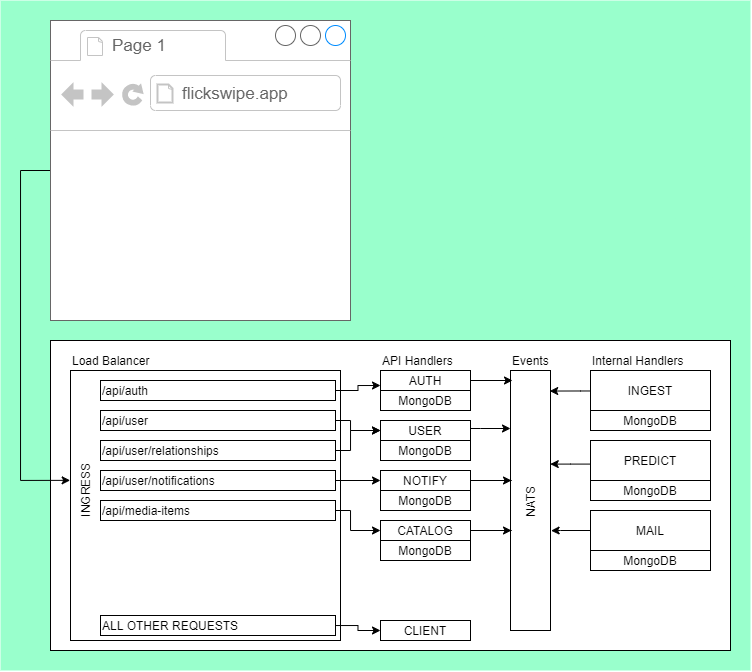 Page 1
flickswipe.app
Load Balancer
API Handlers
Events
Internal Handlers
INGRESS
/api/auth
/api/user
/api/user/relationships
/api/user/notifications
/api/media-items
ALL OTHER REQUESTS
AUTH
MongoDB
USER
MongoDB
NOTIFY
MongoDB
CATALOG
MongoDB
CLIENT
NATS
INGEST
MongoDB
PREDICT
MongoDB
MAIL
MongoDB